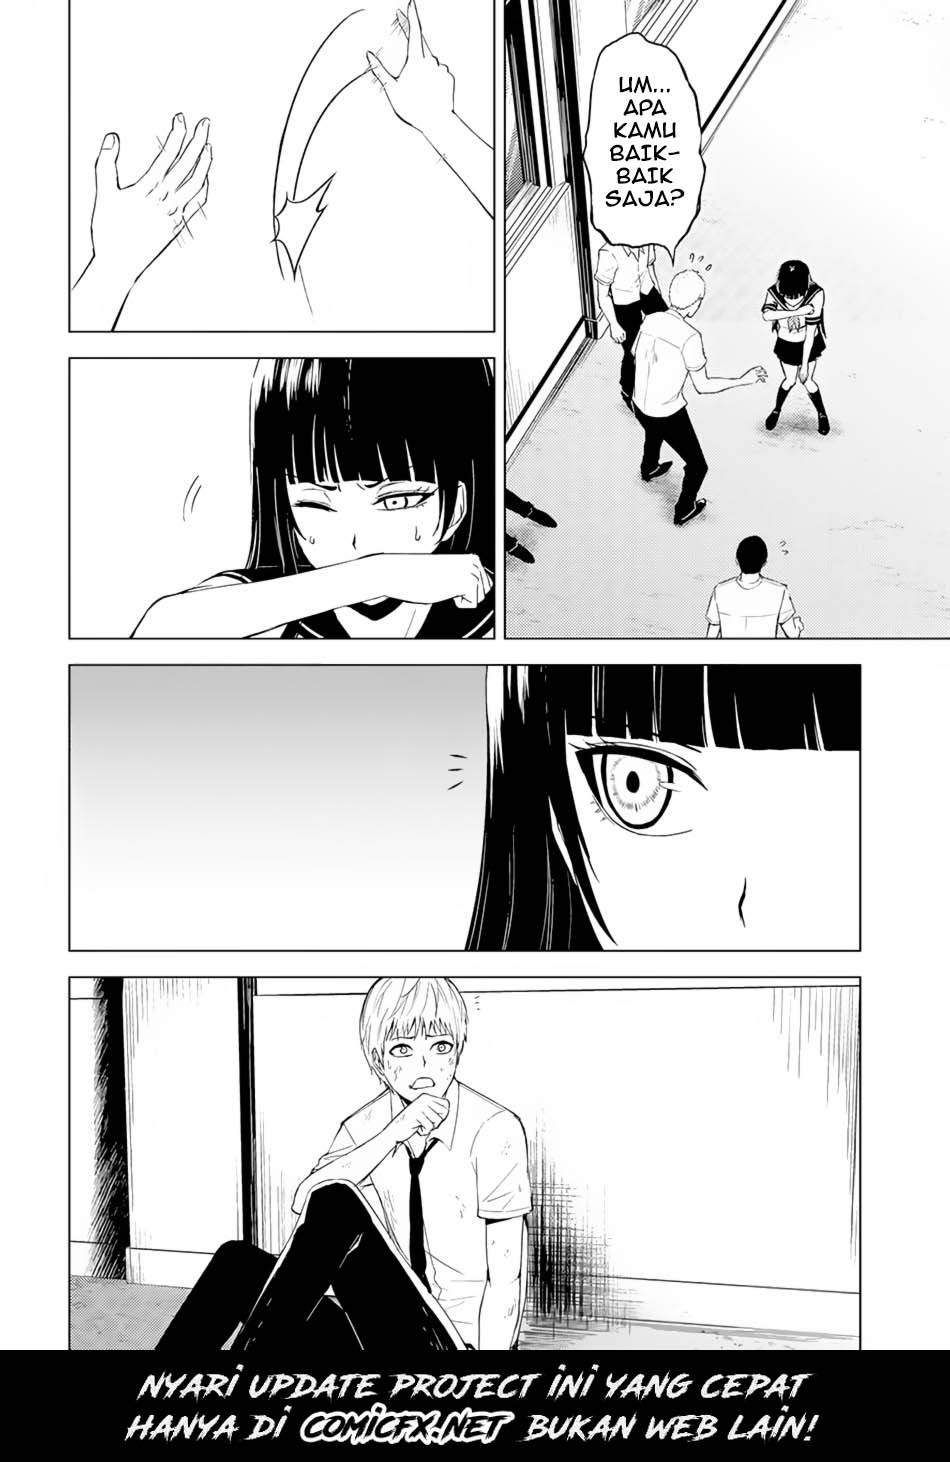 UM...
APA
KAMU
BAIK-
BAIK
SAJA?
NYARI UPDATE PROJECT INI YANG CEPAT
HANYA DI COMICFX.NET BUKAN WEB LAIN!